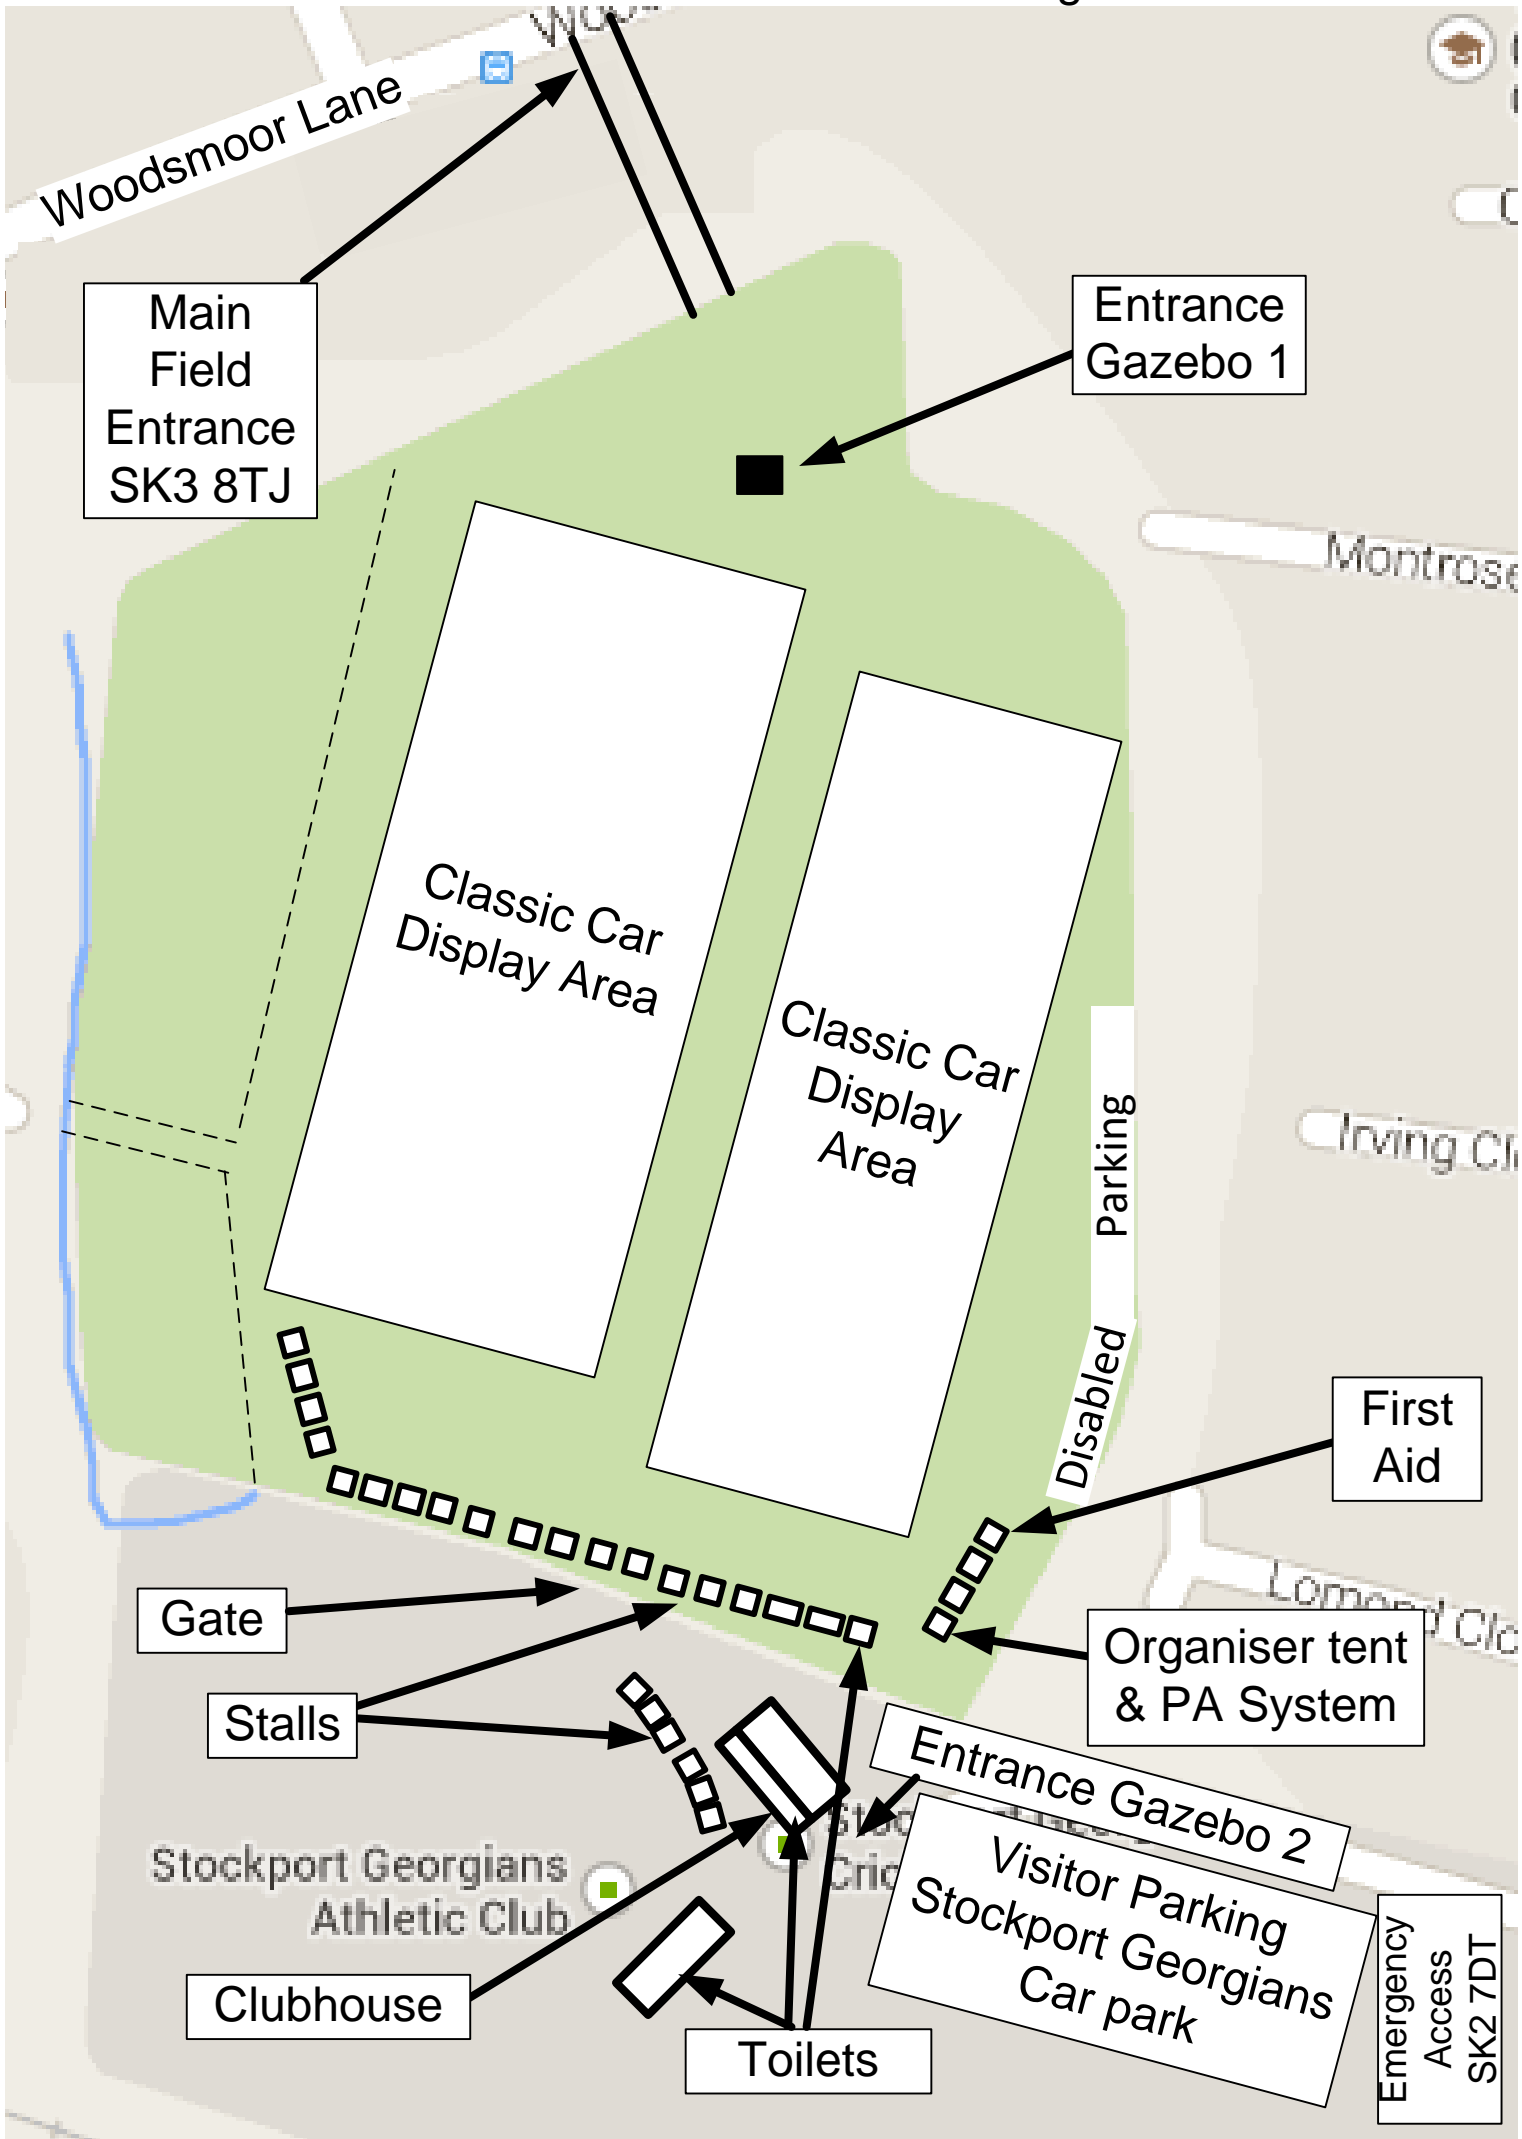 Woodsmoor Lane
Main
Field
Entrance
SK3 8TJ
Entrance
Gazebo 1
Montrose
Classic Car
Display Area
Classic Car
Display
Area
Parking
Disabled
Irving
First
Aid
Gate
Lomond
Organiser tent
& PA System
Stalls
Entrance Gazebo 2
Stockport Georgians
Athletic Club
Visitor Parking
Stockport Georgians
Car park
Emergency
Access
SK2 7DT
Clubhouse
Toilets